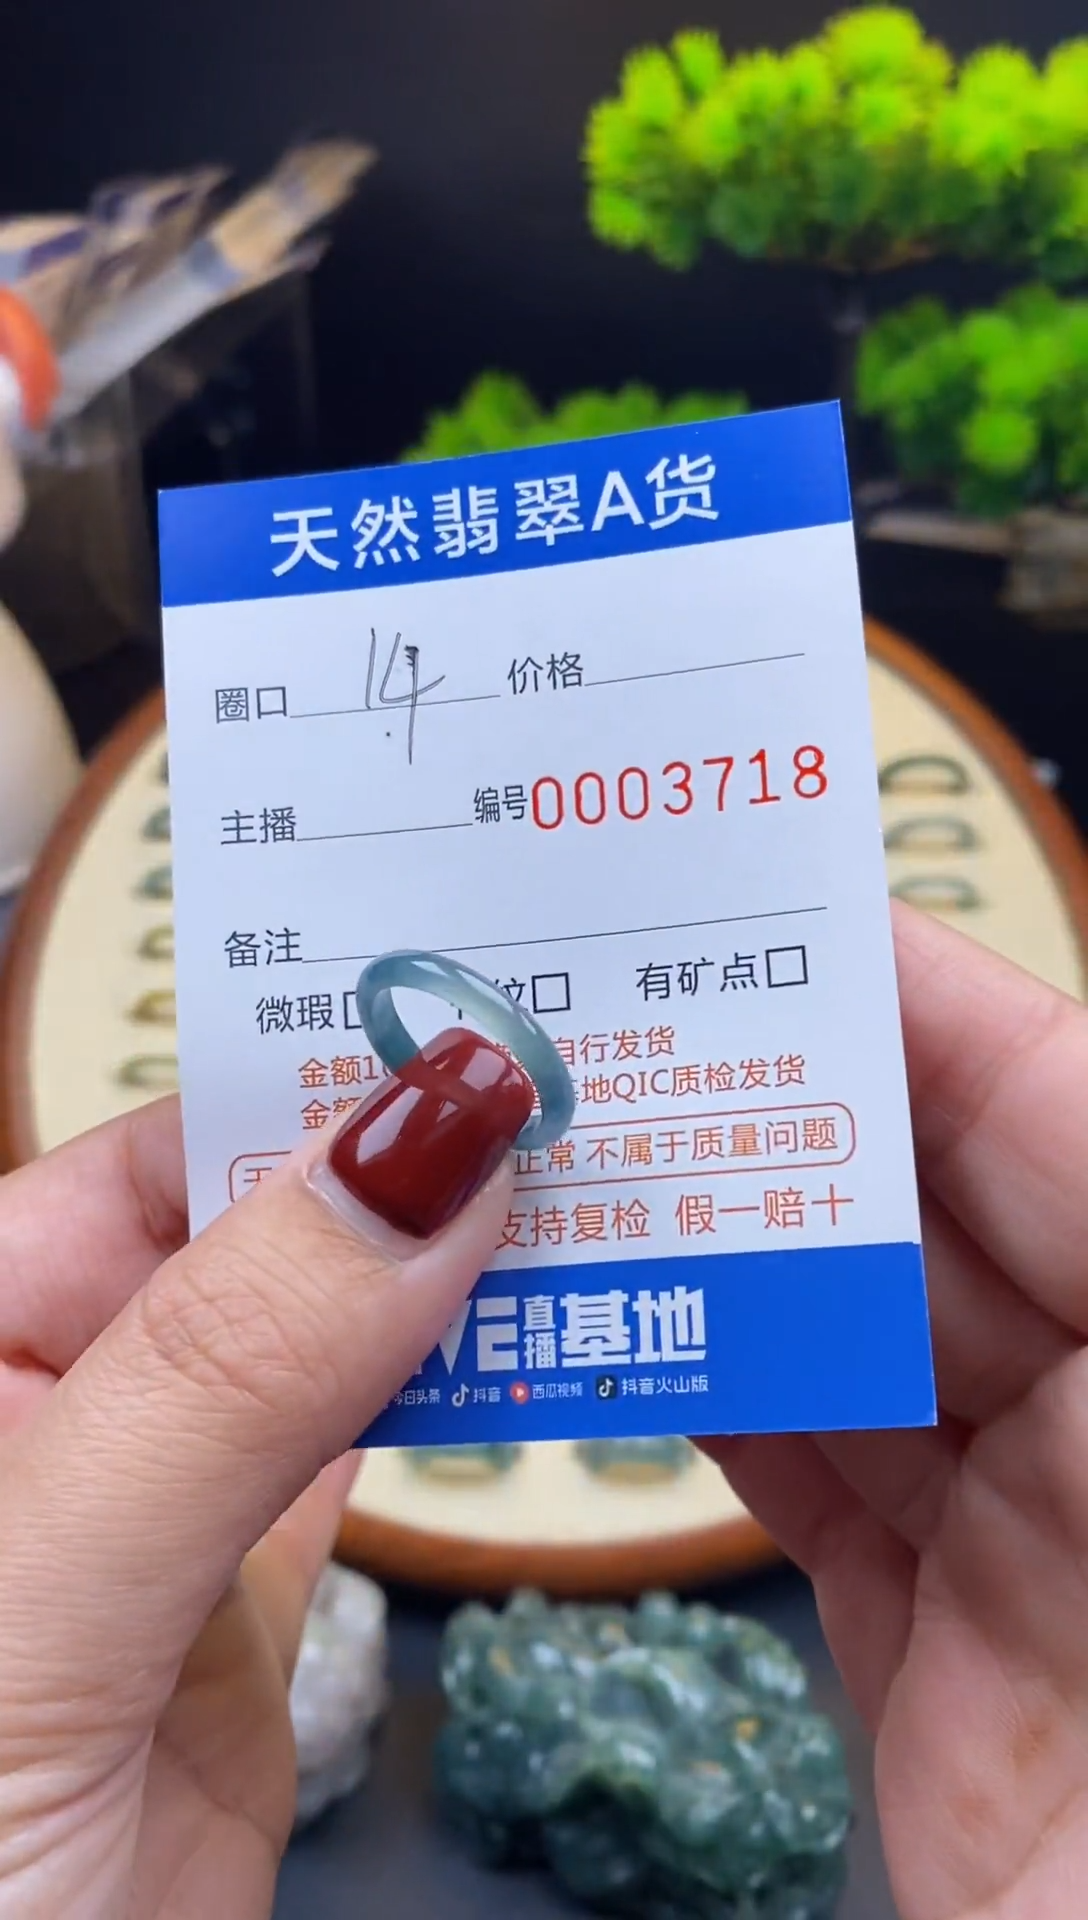 天然翡翠A货
圈口 14 价格
主播 编号0003718
备注
微瑕□ 纹□ 有矿点□
金额1 自行发货
金额 基地QIC质检发货
正常 不属于质量问题
支持复检 假一赔十
VE直播基地
今日头条 抖音 西瓜视频 抖音火山版